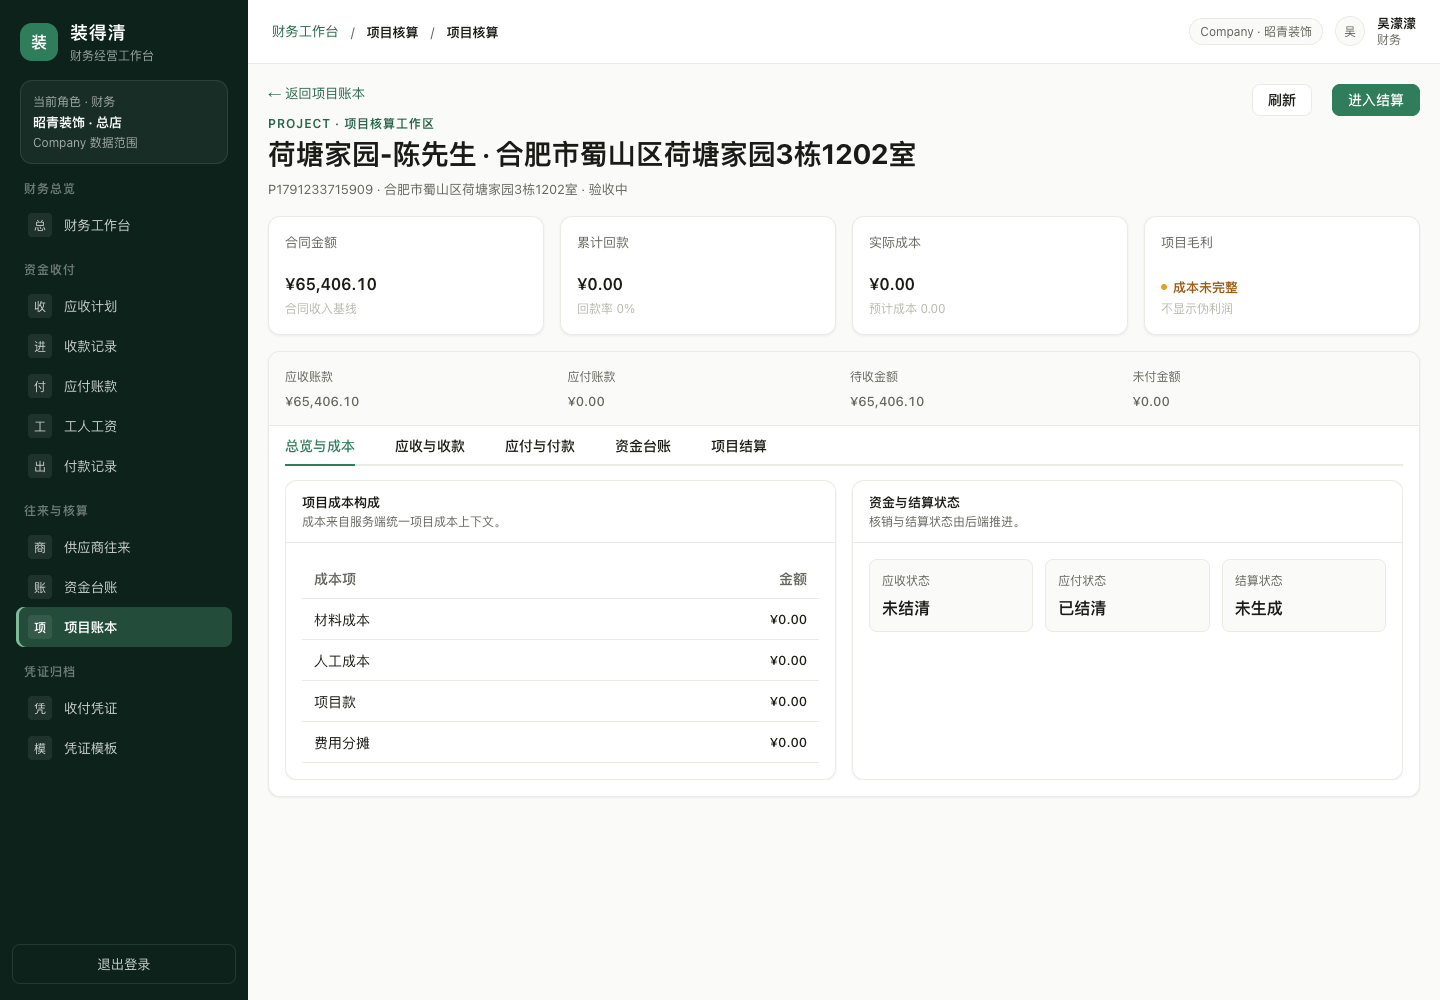 装
装得清
财务经营工作台
当前角色 · 财务
昭青装饰 · 总店
Company 数据范围
财务总览
总 财务工作台
资金收付
收 应收计划
进 收款记录
付 应付账款
工 工人工资
出 付款记录
往来与核算
商 供应商往来
账 资金台账
项 项目账本
凭证归档
凭 收付凭证
模 凭证模板
退出登录
财务工作台 / 项目核算 / 项目核算
Company · 昭青装饰
吴
吴濛濛
财务
← 返回项目账本
刷新
进入结算
PROJECT · 项目核算工作区
荷塘家园-陈先生 · 合肥市蜀山区荷塘家园3栋1202室
P1791233715909 · 合肥市蜀山区荷塘家园3栋1202室 · 验收中
合同金额
¥65,406.10
合同收入基线
累计回款
¥0.00
回款率 0%
实际成本
¥0.00
预计成本 0.00
项目毛利
成本未完整
不显示伪利润
应收账款
¥65,406.10
应付账款
¥0.00
待收金额
¥65,406.10
未付金额
¥0.00
总览与成本 应收与收款 应付与付款 资金台账 项目结算
项目成本构成
成本来自服务端统一项目成本上下文。
成本项 金额
材料成本 ¥0.00
人工成本 ¥0.00
项目款 ¥0.00
费用分摊 ¥0.00
资金与结算状态
核销与结算状态由后端推进。
应收状态
未结清
应付状态
已结清
结算状态
未生成